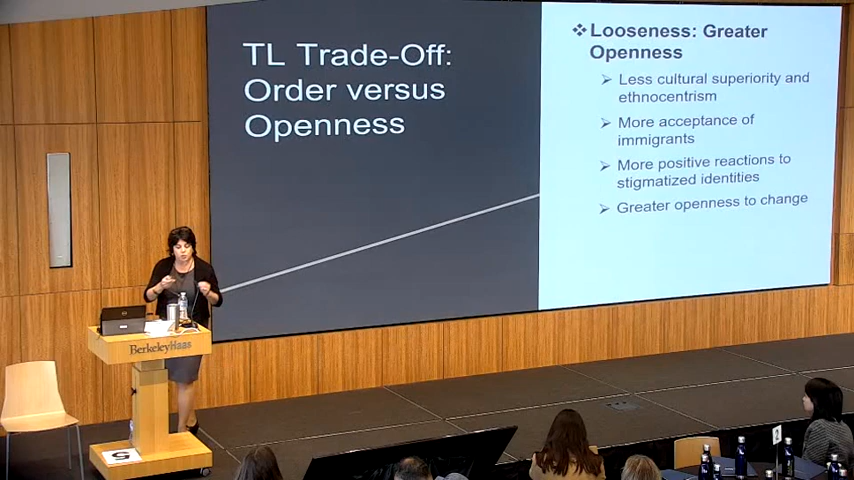 TL Trade-Off:
Order versus
Openness
❖Looseness: Greater
Openness
➢ Less cultural superiority and
ethnocentrism
➢ More acceptance of
immigrants
➢ More positive reactions to
stigmatized identities
➢ Greater openness to change
BerkeleyHaas
5
2